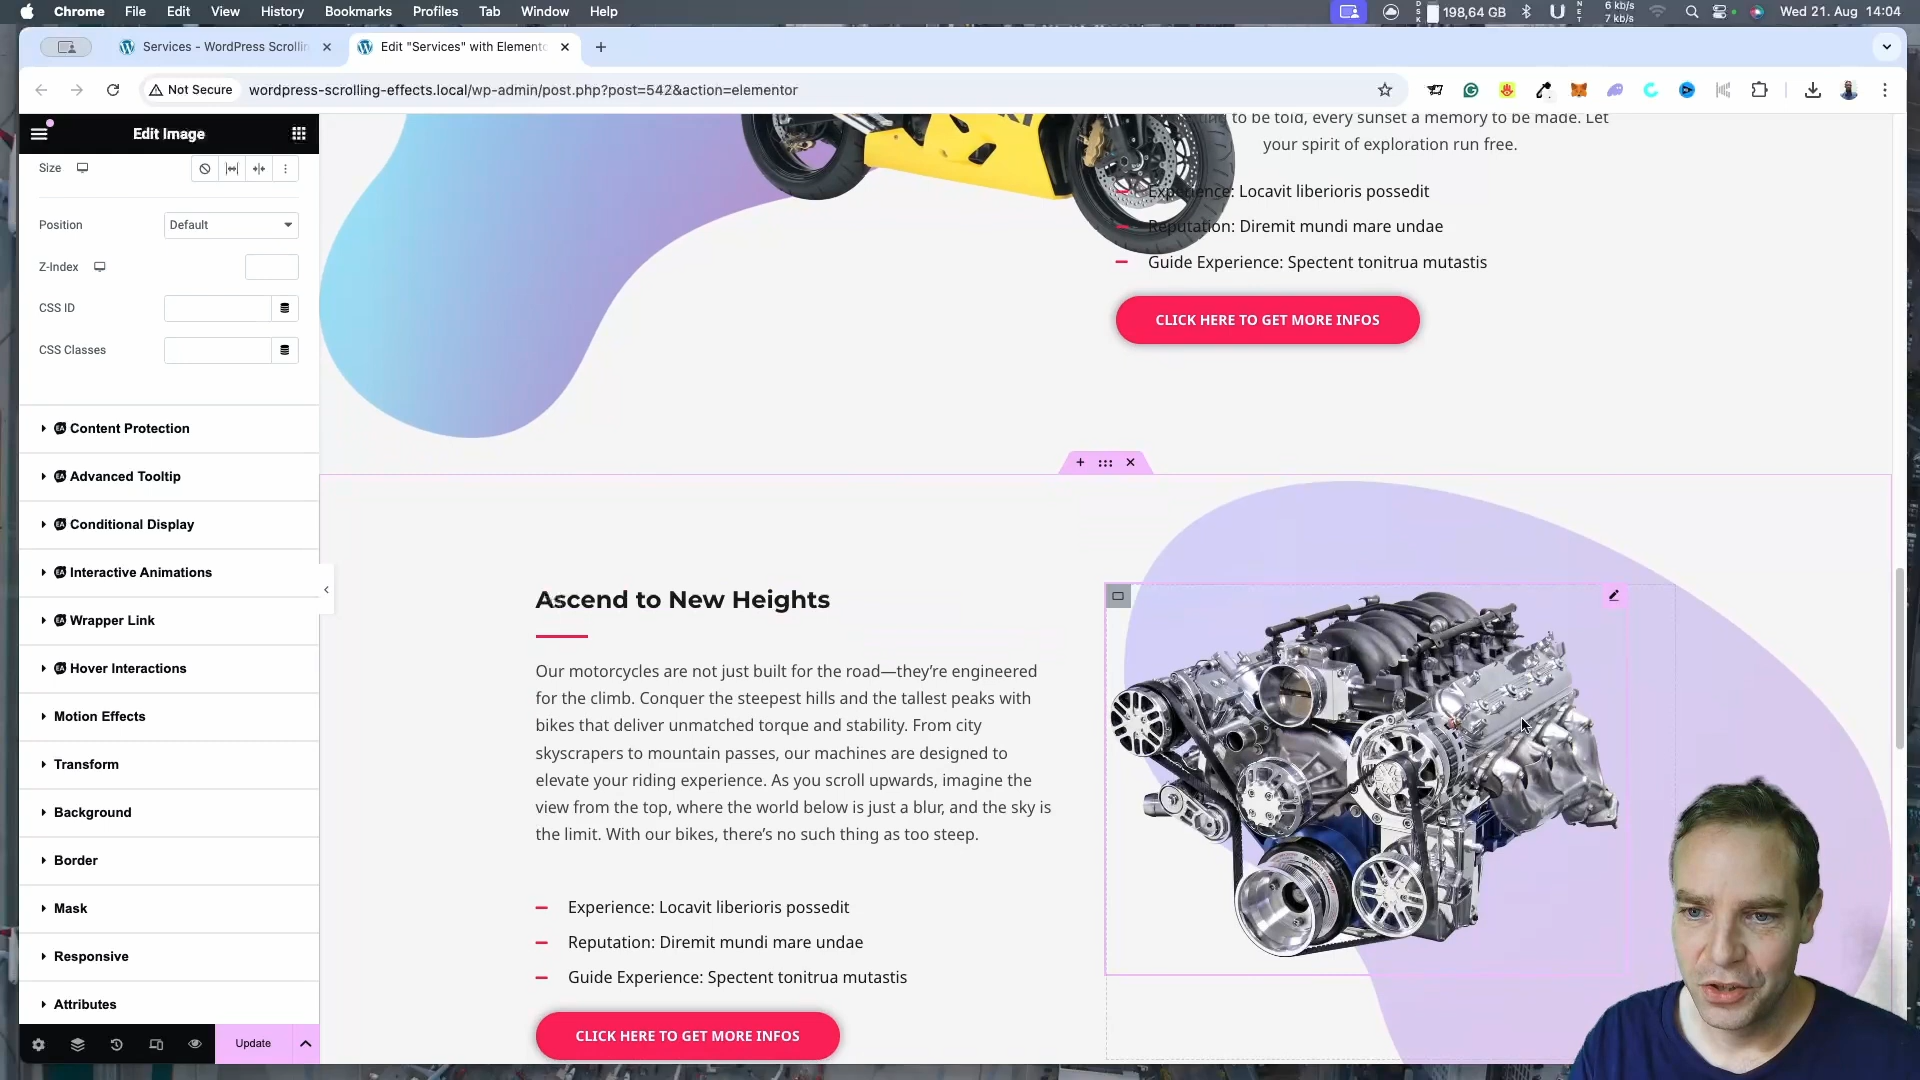 Chrome File Edit View History Bookmarks Profiles Tab Window Help
198,64 GB
6 kb/s
7 kb/s
Wed 21. Aug 14:04
Services - WordPress Scrollin
Edit "Services" with Elemento
Not Secure
wordpress-scrolling-effects.local/wp-admin/post.php?post=542&action=elementor
Edit Image
Size
Position
Default
Z-Index
CSS ID
CSS Classes
Content Protection
Advanced Tooltip
Conditional Display
Interactive Animations
Wrapper Link
Hover Interactions
Motion Effects
Transform
Background
Border
Mask
Responsive
Attributes
Update
to be told, every sunset a memory to be made. Let
your spirit of exploration run free.
Experience: Locavit liberioris possedit
Reputation: Diremit mundi mare undae
Guide Experience: Spectent tonitrua mutastis
CLICK HERE TO GET MORE INFOS
Ascend to New Heights
Our motorcycles are not just built for the road—they’re engineered
for the climb. Conquer the steepest hills and the tallest peaks with
bikes that deliver unmatched torque and stability. From city
skyscrapers to mountain passes, our machines are designed to
elevate your riding experience. As you scroll upwards, imagine the
view from the top, where the world below is just a blur, and the sky is
the limit. With our bikes, there’s no such thing as too steep.
Experience: Locavit liberioris possedit
Reputation: Diremit mundi mare undae
Guide Experience: Spectent tonitrua mutastis
CLICK HERE TO GET MORE INFOS